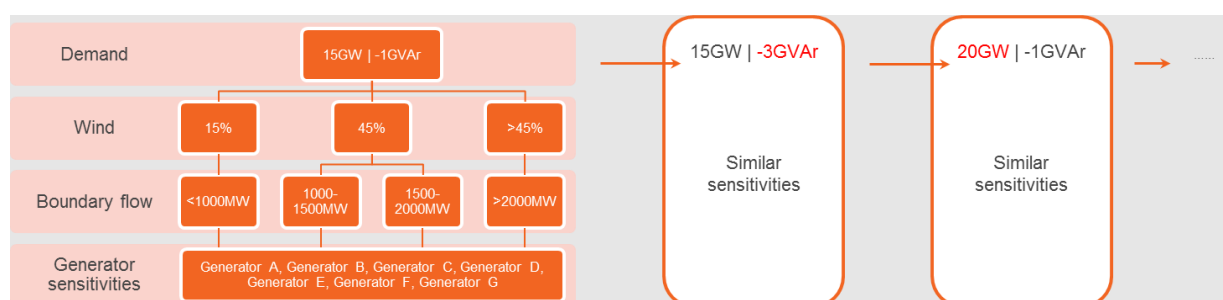 Demand
15GW | -1GVAr
Wind
15%
45%
>45%
Boundary flow
<1000MW
1000-
1500MW
1500-
2000MW
>2000MW
Generator
sensitivities
Generator A, Generator B, Generator C, Generator D,
Generator E, Generator F, Generator G
15GW | -3GVAr
Similar
sensitivities
20GW | -1GVAr
Similar
sensitivities
......